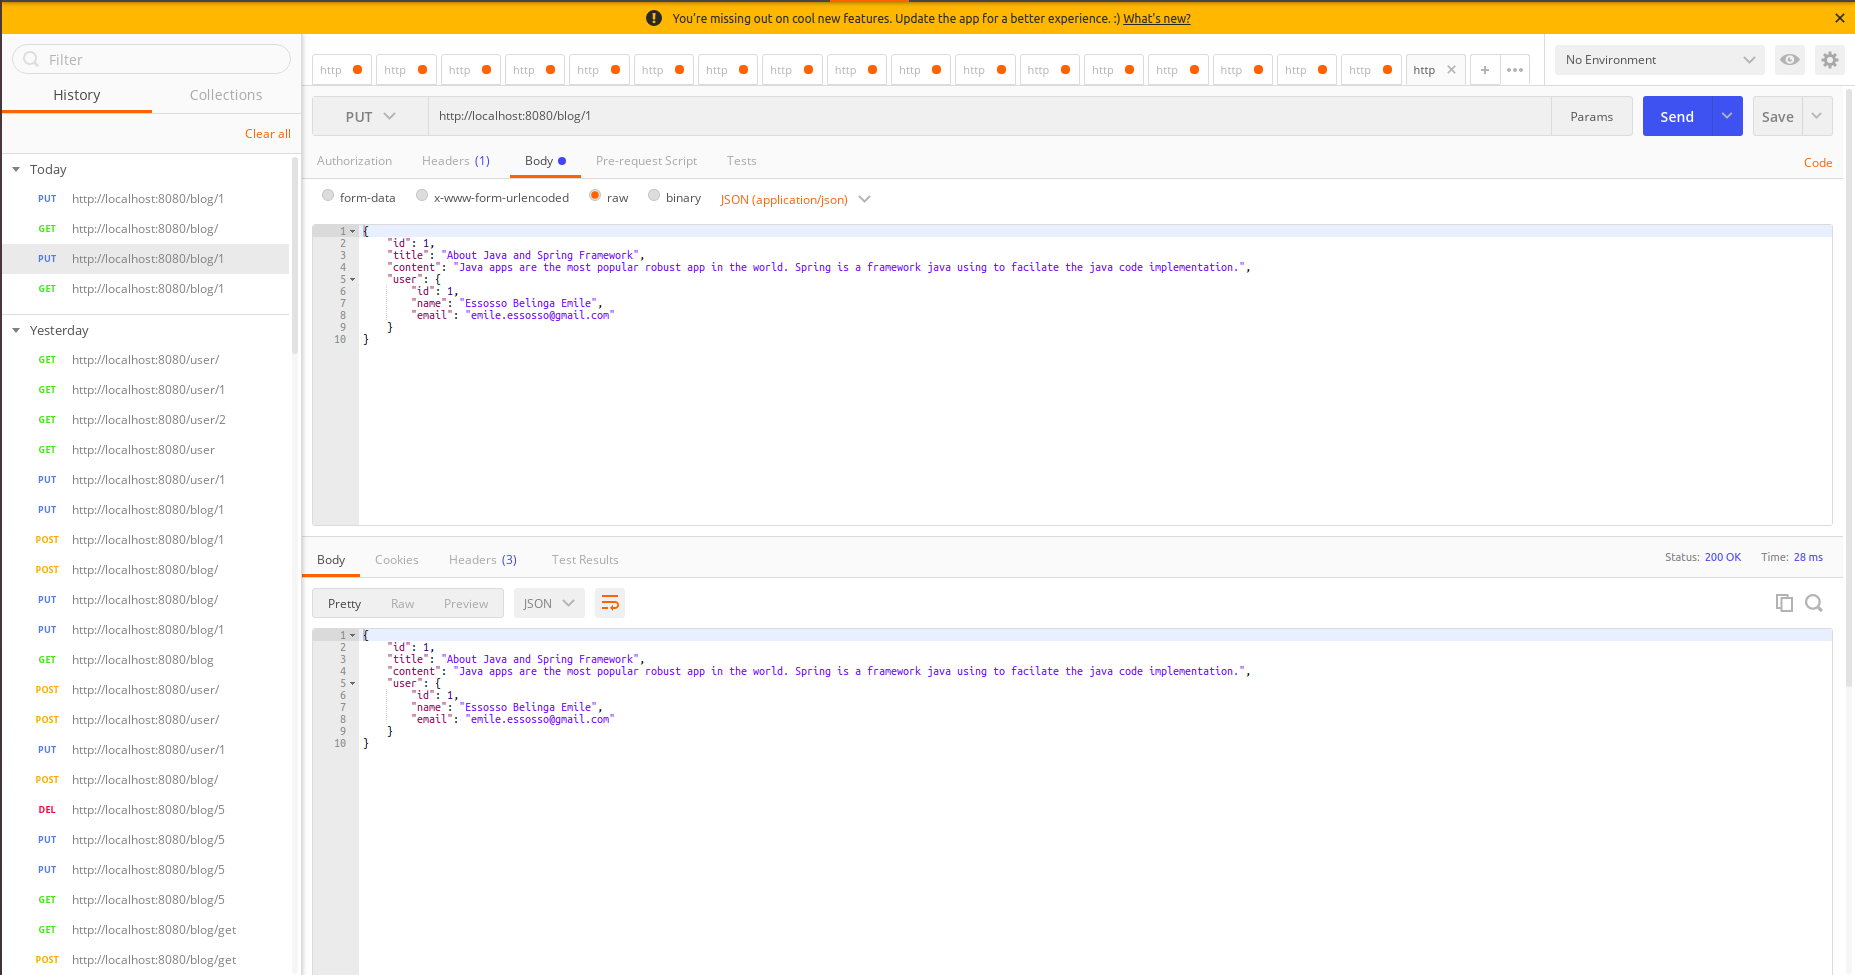 You're missing out on cool new features. Update the app for a better experience. :) What's new?
Filter
History Collections
Clear all
Today
PUT http://localhost:8080/blog/1
GET http://localhost:8080/blog/
PUT http://localhost:8080/blog/1
GET http://localhost:8080/blog/1
Yesterday
GET http://localhost:8080/user/
GET http://localhost:8080/user/1
GET http://localhost:8080/user/2
GET http://localhost:8080/user
PUT http://localhost:8080/user/1
PUT http://localhost:8080/blog/1
POST http://localhost:8080/blog/1
POST http://localhost:8080/blog/
PUT http://localhost:8080/blog/
PUT http://localhost:8080/blog/1
GET http://localhost:8080/blog
POST http://localhost:8080/user/
POST http://localhost:8080/user/
PUT http://localhost:8080/user/1
POST http://localhost:8080/blog/
DEL http://localhost:8080/blog/5
PUT http://localhost:8080/blog/5
PUT http://localhost:8080/blog/5
GET http://localhost:8080/blog/5
GET http://localhost:8080/blog/get
POST http://localhost:8080/blog/get
http http http http http http http http http http http http http http http http http http + •••
No Environment
PUT http://localhost:8080/blog/1 Params Send Save
Authorization Headers (1) Body Pre-request Script Tests Code
form-data x-www-form-urlencoded raw binary JSON (application/json)
1 {
2 "id": 1,
3 "title": "About Java and Spring Framework",
4 "content": "Java apps are the most popular robust app in the world. Spring is a framework java using to facilate the java code implementation.",
5 "user": {
6 "id": 1,
7 "name": "Essosso Belinga Emile",
8 "email": "emile.essosso@gmail.com"
9 }
10 }
Body Cookies Headers (3) Test Results Status: 200 OK Time: 28 ms
Pretty Raw Preview JSON
1 {
2 "id": 1,
3 "title": "About Java and Spring Framework",
4 "content": "Java apps are the most popular robust app in the world. Spring is a framework java using to facilate the java code implementation.",
5 "user": {
6 "id": 1,
7 "name": "Essosso Belinga Emile",
8 "email": "emile.essosso@gmail.com"
9 }
10 }